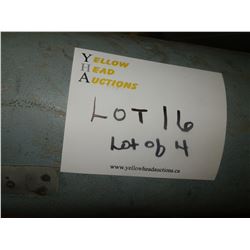 YELLOW
HEAD
AUCTIONS
LOT 16
Lot of 4
www.yellowheadauctions.ca